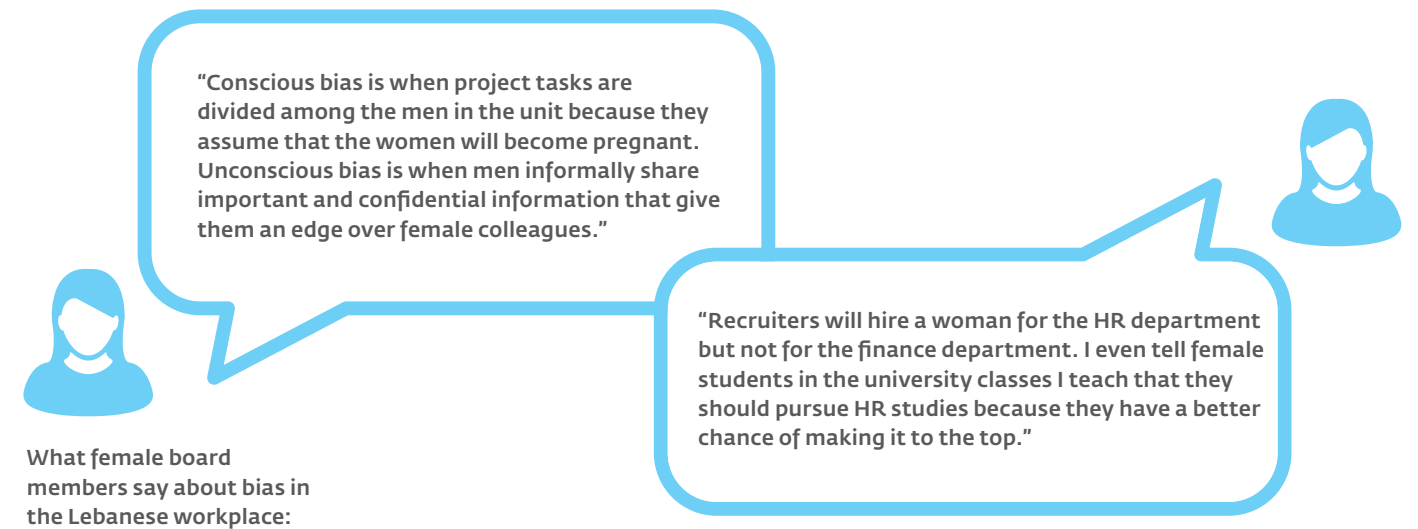 “Conscious bias is when project tasks are
divided among the men in the unit because they
assume that the women will become pregnant.
Unconscious bias is when men informally share
important and confidential information that give
them an edge over female colleagues.”
“Recruiters will hire a woman for the HR department
but not for the finance department. I even tell female
students in the university classes I teach that they
should pursue HR studies because they have a better
chance of making it to the top.”
What female board
members say about bias in
the Lebanese workplace: